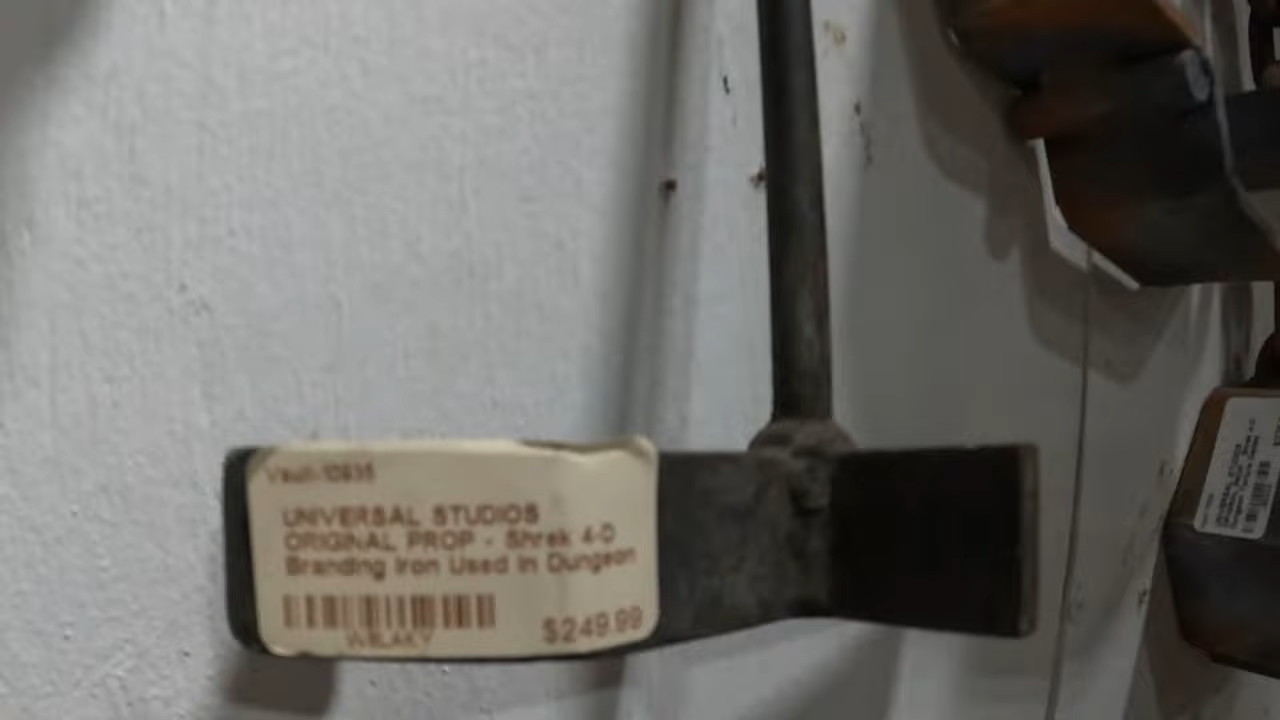 UNIVERSAL STUDIOS
ORIGINAL PROP - Shrek 4-D
Branding Iron Used In Dungeon
$249.99